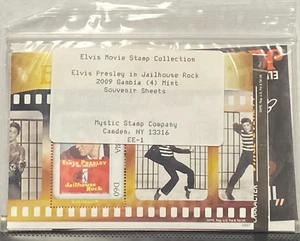 Elvis Movie Stamp Collection
Elvis Presley in Jailhouse Rock
2009 Gambia (4) Mint
Souvenir Sheets
Mystic Stamp Company
Camden, NY 13316
EE-1
ELVIS PRESLEY
Jailhouse
Rock
D60